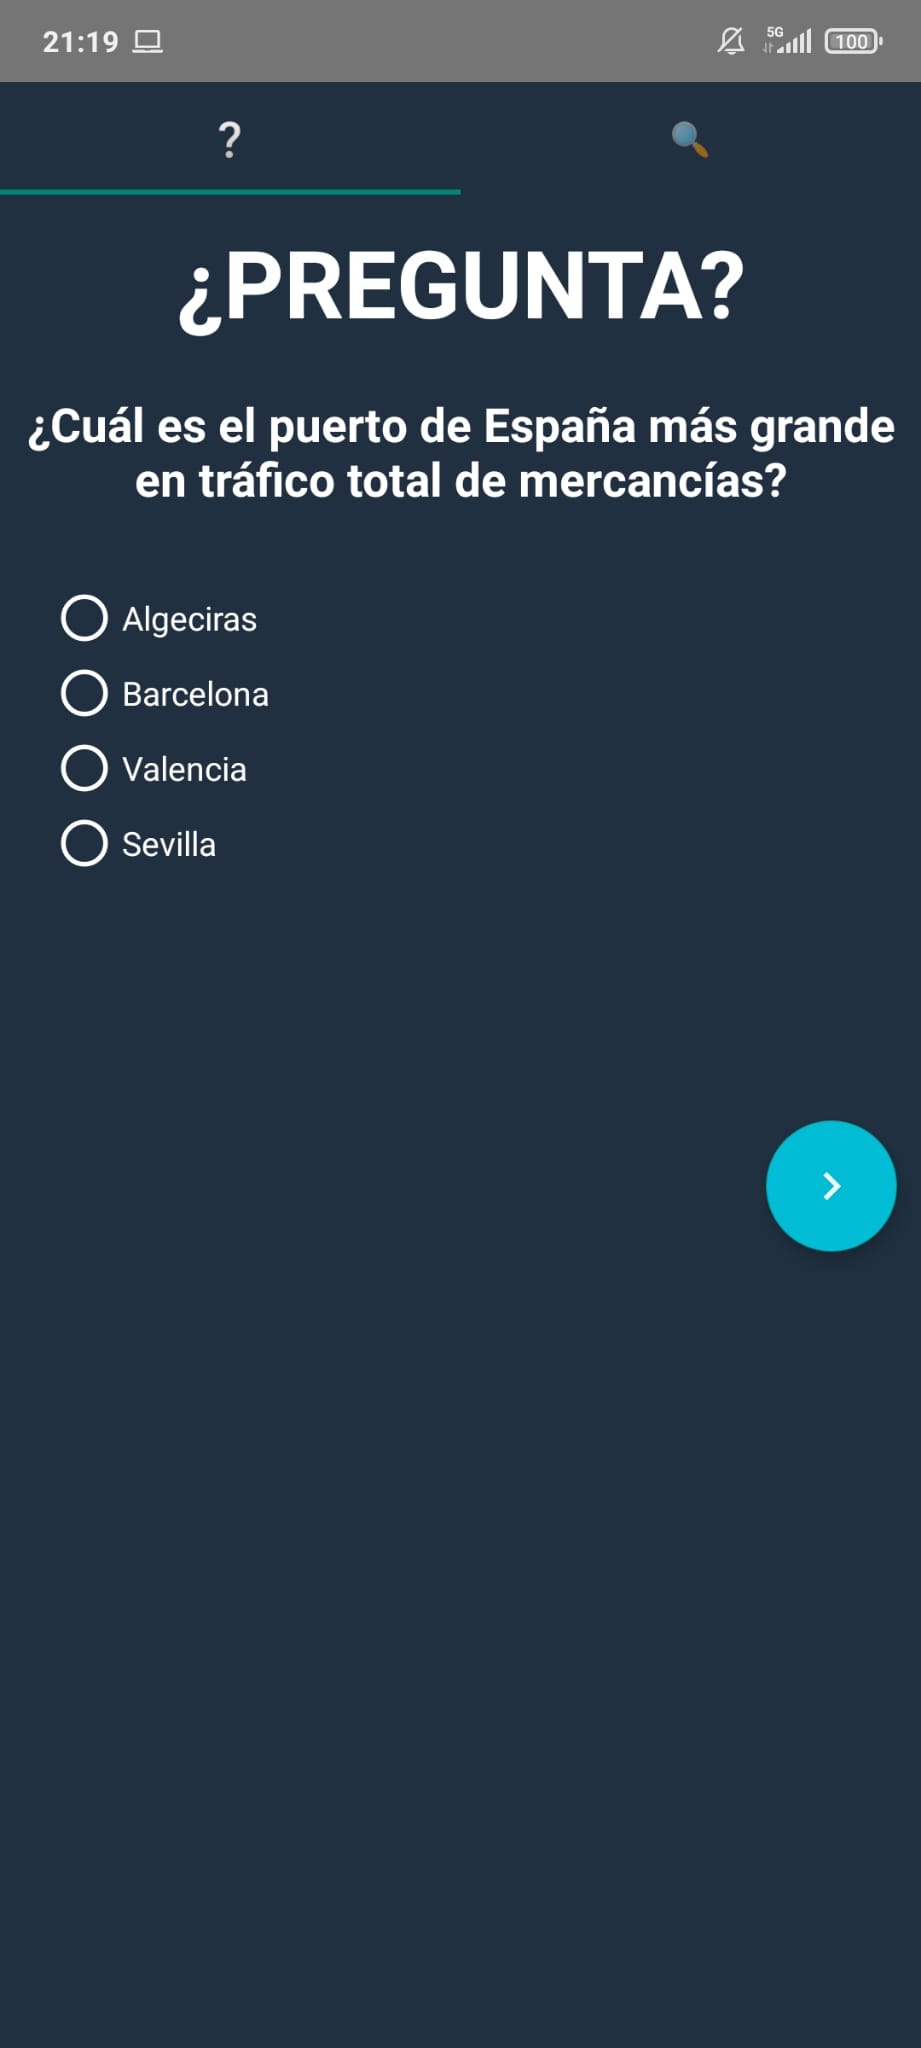 21:19
5G
100
?
¿PREGUNTA?
¿Cuál es el puerto de España más grande
en tráfico total de mercancías?
Algeciras
Barcelona
Valencia
Sevilla